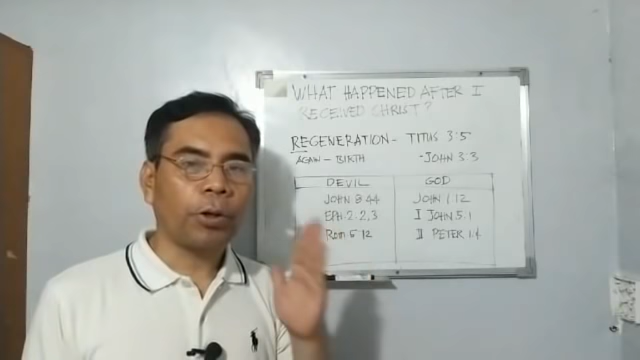 WHAT HAPPENED AFTER I
RECEIVED CHRIST?
REGENERATION - TITUS 3:5
AGAIN - BIRTH - JOHN 3:3
DEVIL GOD
JOHN 8:44 JOHN 1:12
EPH 2:2,3 I JOHN 5:1
Rom 5:12 II PETER 1:4